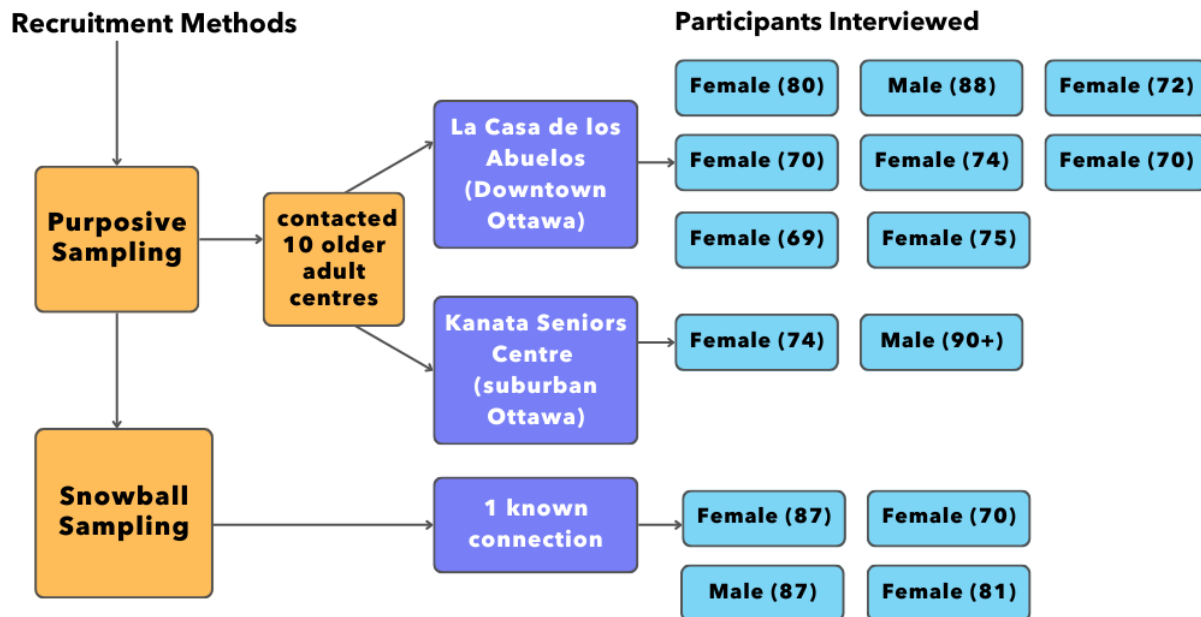 Recruitment Methods
Participants Interviewed
Purposive
Sampling
contacted
10 older
adult
centres
La Casa de los
Abuelos
(Downtown
Ottawa)
Female (80)
Male (88)
Female (72)
Female (70)
Female (74)
Female (70)
Female (69)
Female (75)
Kanata Seniors
Centre
(suburban
Ottawa)
Female (74)
Male (90+)
Snowball
Sampling
1 known
connection
Female (87)
Female (70)
Male (87)
Female (81)